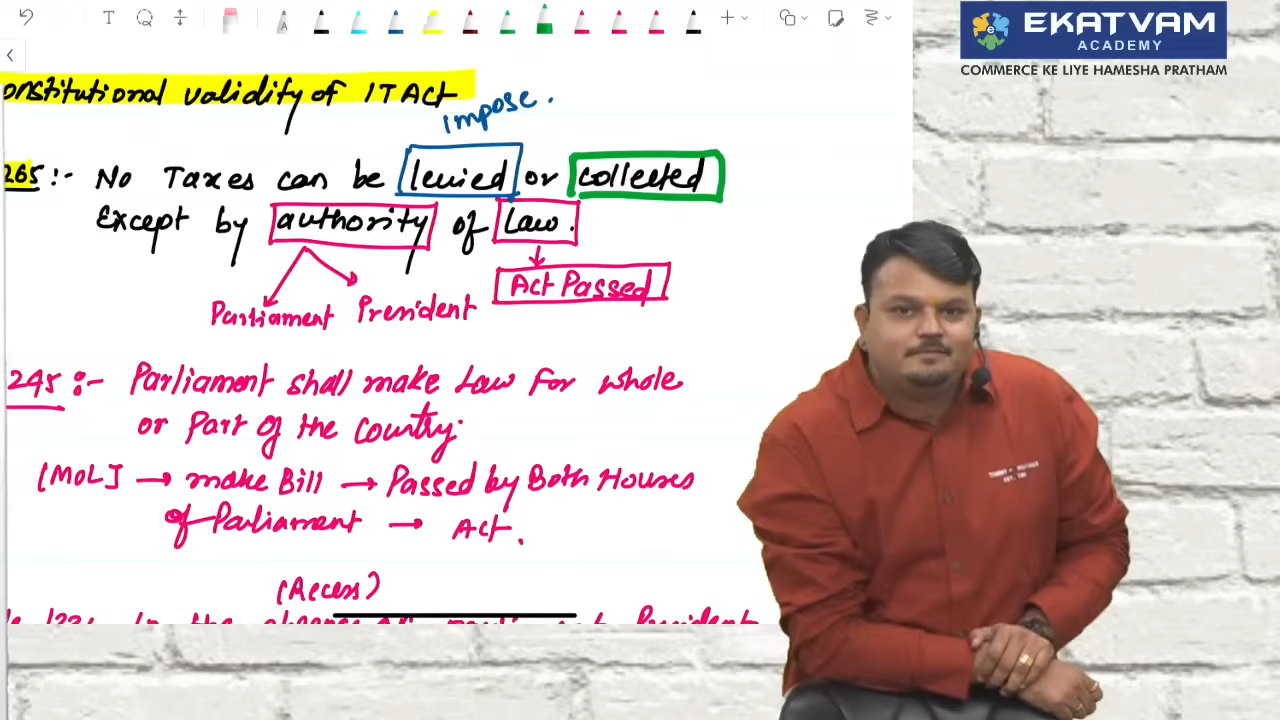 EKATVAM
ACADEMY
COMMERCE KE LIYE HAMESHA PRATHAM
onstitutional validity of IT Act
impose.
265 :- No Taxes can be levied or collected
Except by authority of Law.
Act Passed
Parliament President
245 :- Parliament shall make Law for whole
or Part of the country.
[MOL] → make Bill → Passed by Both Houses
of Parliament → Act.
(Access)